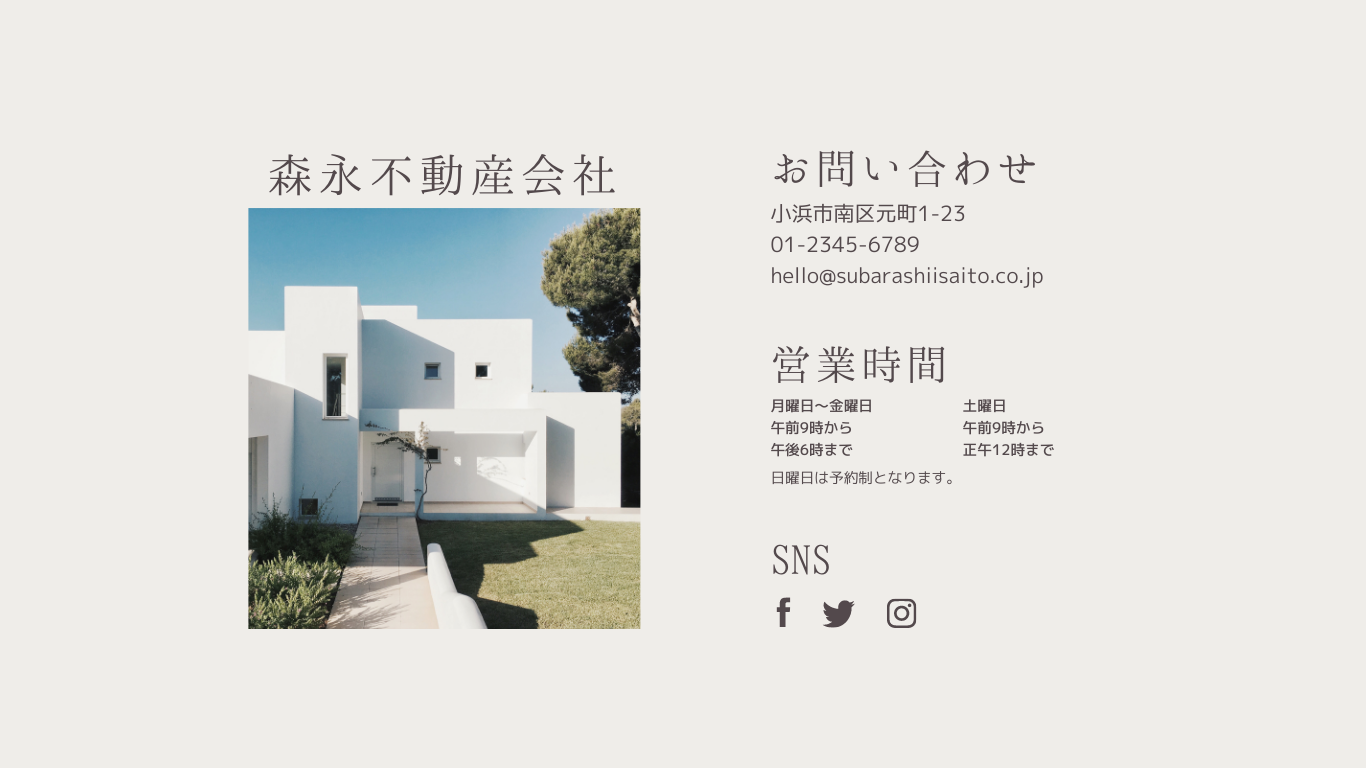 森永不動産会社
お問い合わせ
小浜市南区元町1-23
01-2345-6789
hello@subarashiisaito.co.jp
営業時間
月曜日～金曜日
午前9時から
午後6時まで
土曜日
午前9時から
正午12時まで
日曜日は予約制となります。
SNS